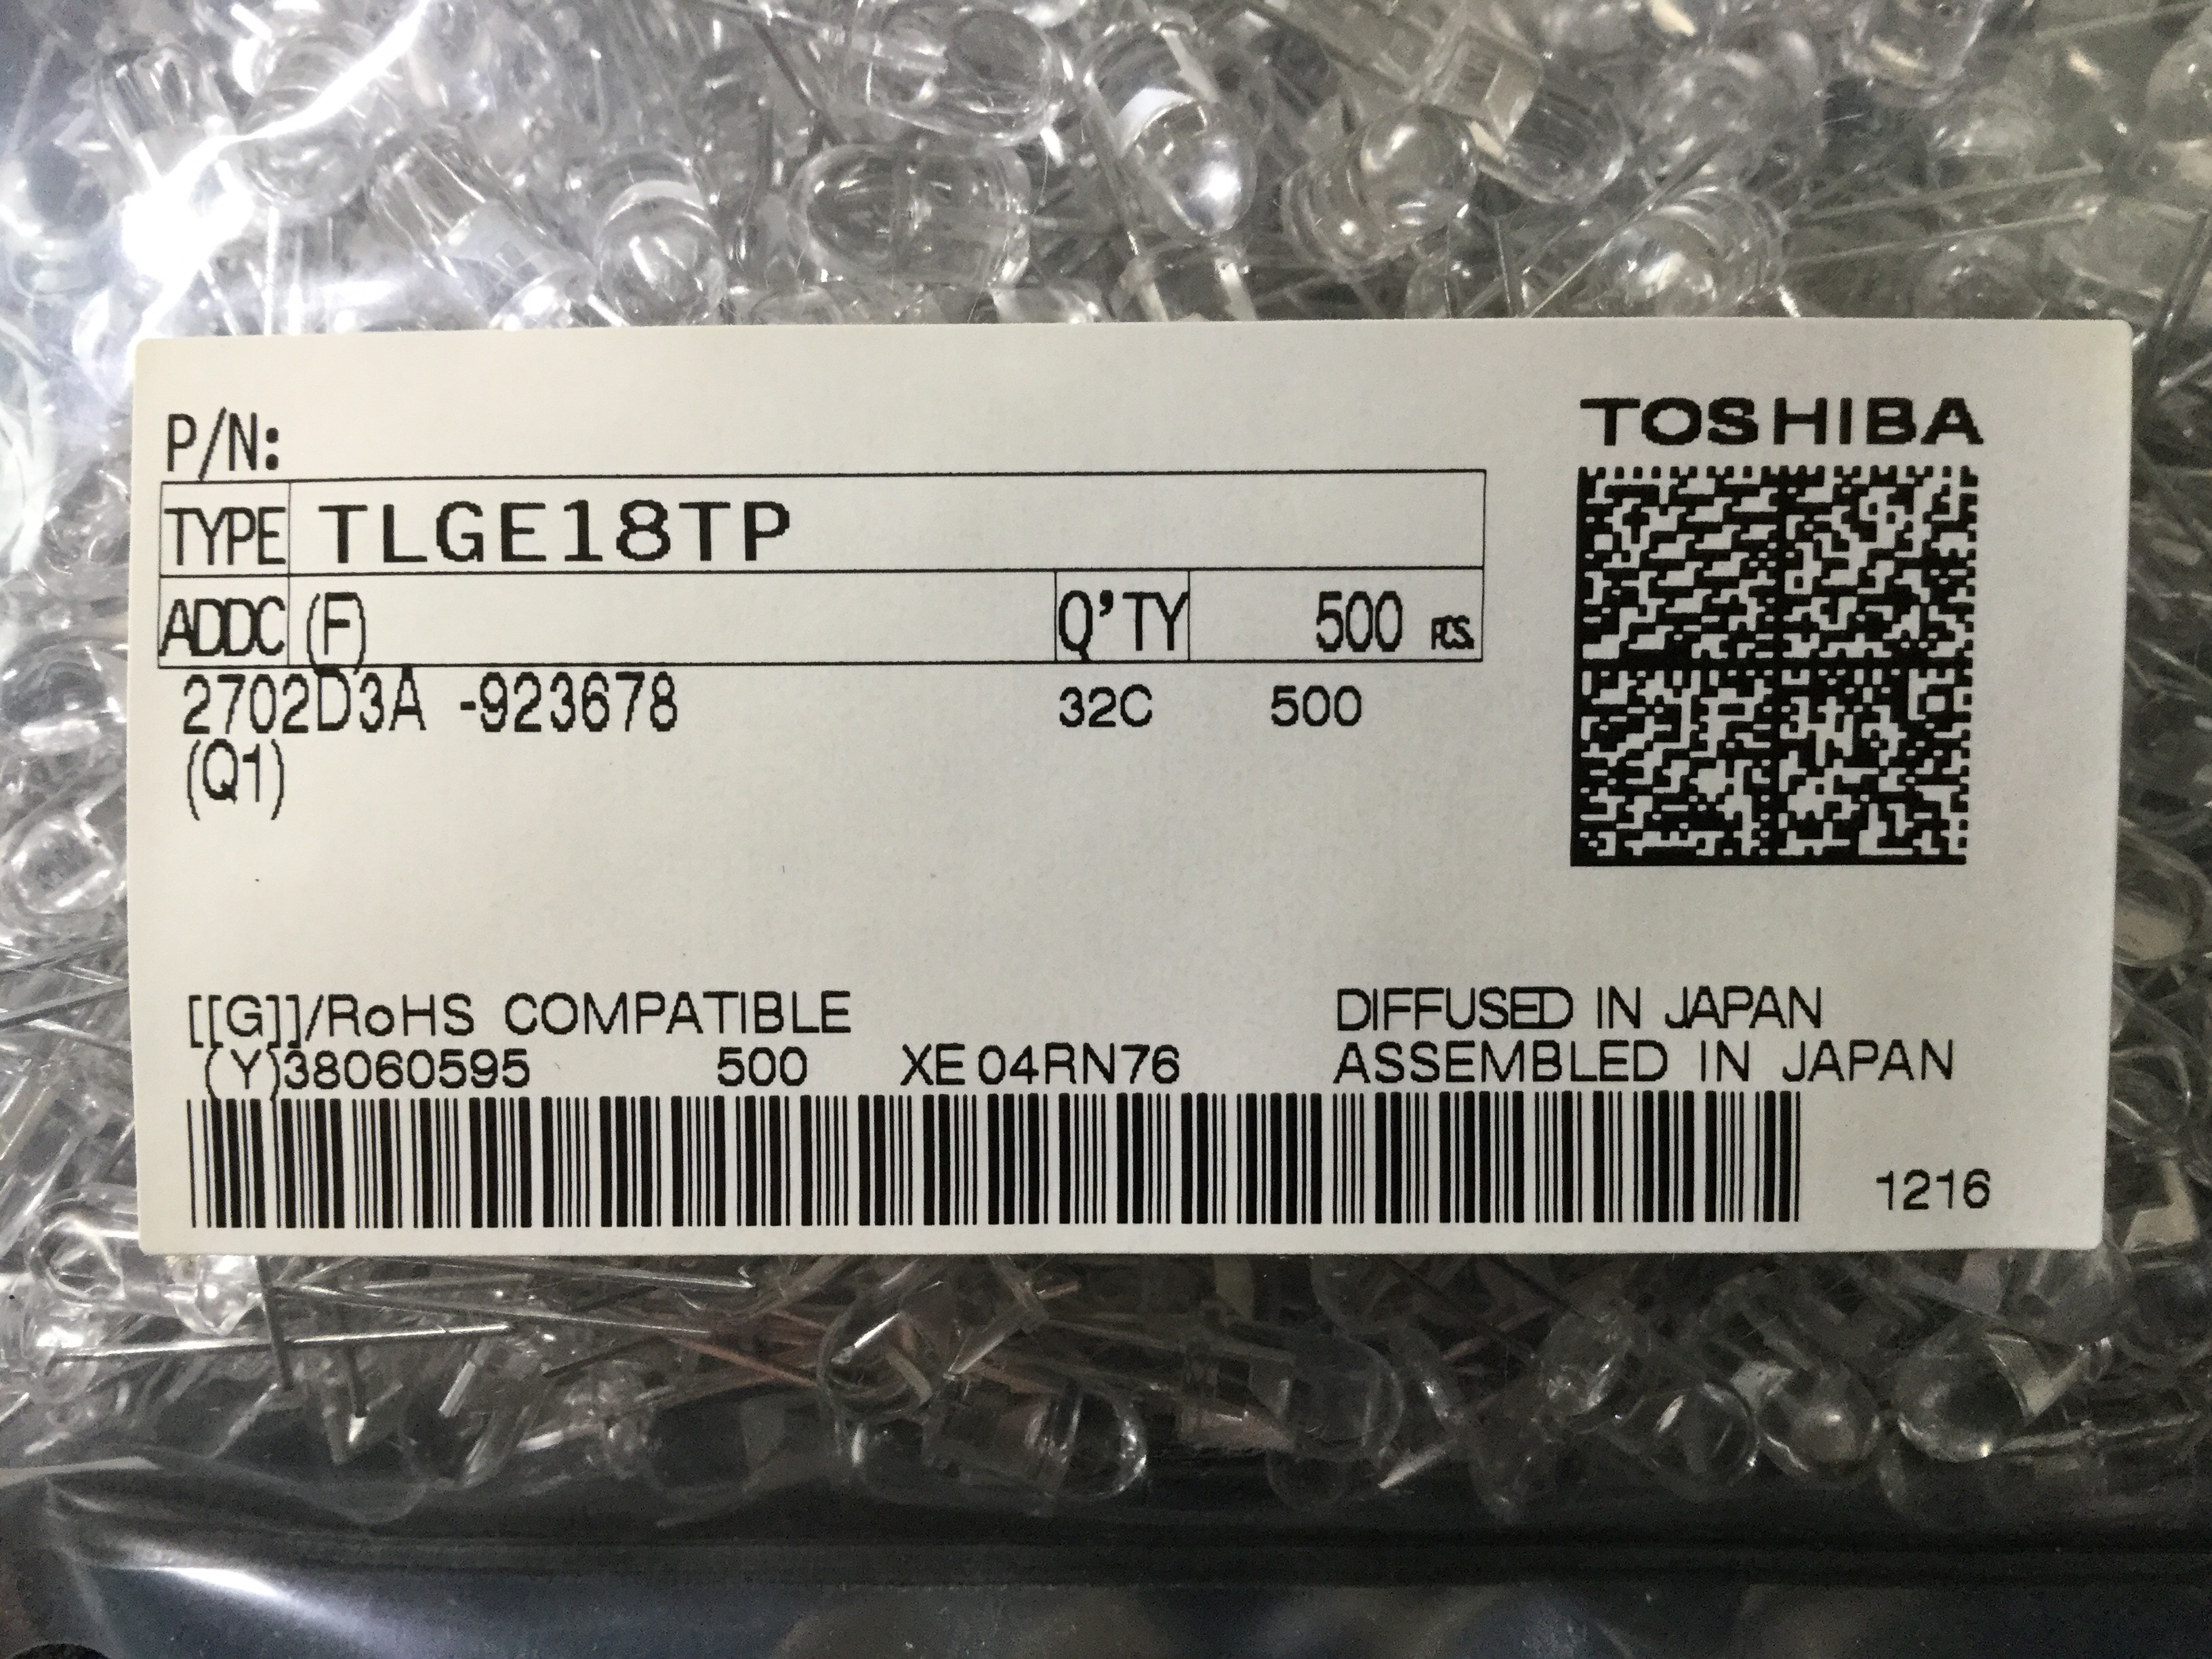 TOSHIBA
P/N:
TYPE TLGE18TP
ADDC (F) Q'TY 500 PCS.
2702D3A -923678 32C 500
(Q1)
[[G]]/RoHS COMPATIBLE DIFFUSED IN JAPAN
(Y)38060595 500 XE04RN76 ASSEMBLED IN JAPAN
1216